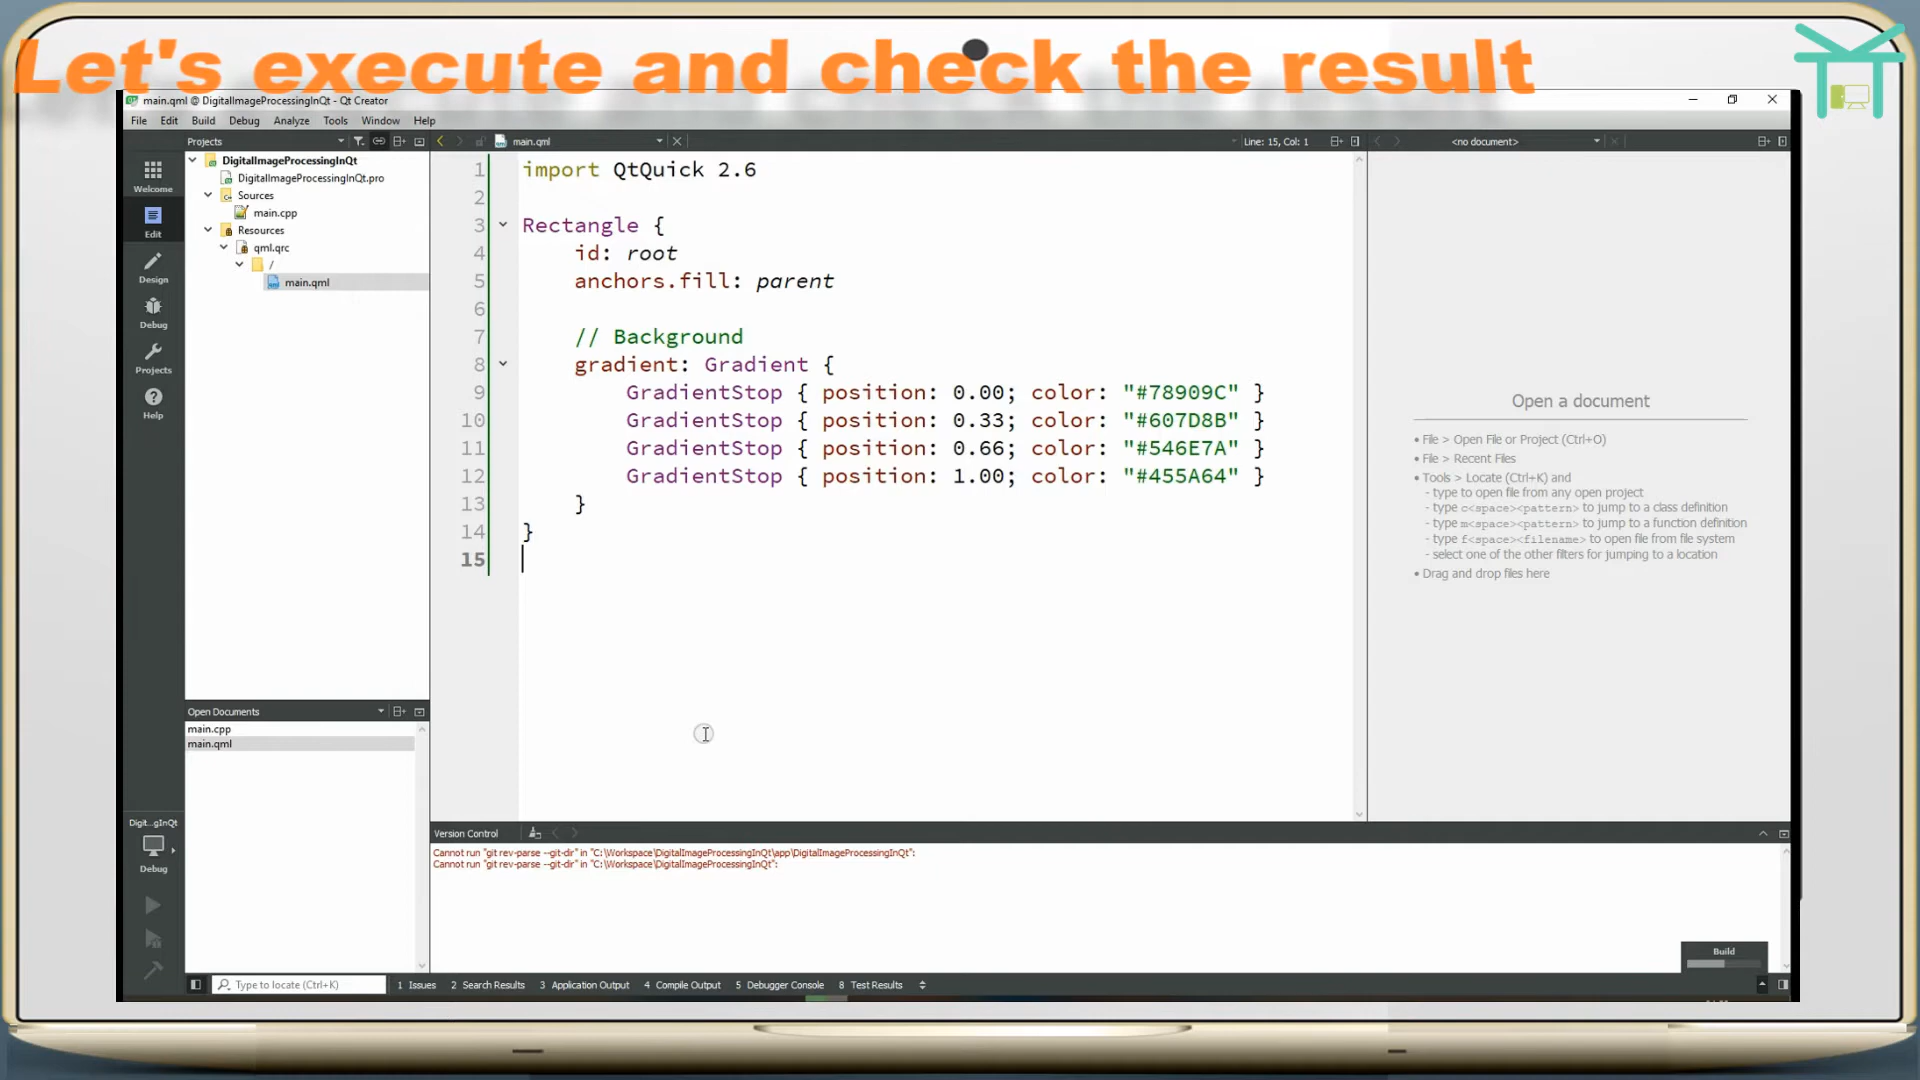 Let's execute and check the result
main.qml @ DigitalImageProcessingInQt - Qt Creator
File Edit Build Debug Analyze Tools Window Help
Projects
main.qml
Line: 15, Col: 1
<no document>
Welcome
Edit
Design
Debug
Projects
Help
DigitalImageProcessingInQt
DigitalImageProcessingInQt.pro
Sources
main.cpp
Resources
qml.qrc
/
main.qml
1 import QtQuick 2.6
2
3 Rectangle {
4 id: root
5 anchors.fill: parent
6
7 // Background
8 gradient: Gradient {
9 GradientStop { position: 0.00; color: "#78909C" }
10 GradientStop { position: 0.33; color: "#607D8B" }
11 GradientStop { position: 0.66; color: "#546E7A" }
12 GradientStop { position: 1.00; color: "#455A64" }
13 }
14 }
15
Open a document
• File > Open File or Project (Ctrl+O)
• File > Recent Files
• Tools > Locate (Ctrl+K) and
- type to open file from any open project
- type c<space><pattern> to jump to a class definition
- type m<space><pattern> to jump to a function definition
- type f<space><filename> to open file from file system
- select one of the other filters for jumping to a location
• Drag and drop files here
Open Documents
main.cpp
main.qml
Digit...gInQt
Debug
Version Control
Cannot run "git rev-parse --git-dir" in "C:\Workspace\DigitalImageProcessingInQt\app\DigitalImageProcessingInQt":
Cannot run "git rev-parse --git-dir" in "C:\Workspace\DigitalImageProcessingInQt":
Build
Type to locate (Ctrl+K)
1 Issues 2 Search Results 3 Application Output 4 Compile Output 5 Debugger Console 8 Test Results